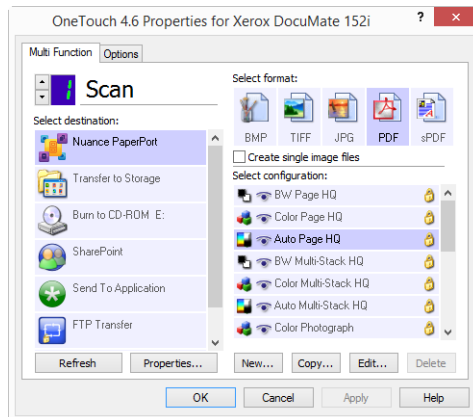 OneTouch 4.6 Properties for Xerox DocuMate 152i
?
Multi Function
Options
1
Scan
Select destination:
Nuance PaperPort
Transfer to Storage
Burn to CD-ROM E:
SharePoint
Send To Application
FTP Transfer
Refresh
Properties...
Select format:
BMP
TIFF
JPG
PDF
sPDF
Create single image files
Select configuration:
BW Page HQ
Color Page HQ
Auto Page HQ
BW Multi-Stack HQ
Color Multi-Stack HQ
Auto Multi-Stack HQ
Color Photograph
New...
Copy...
Edit...
Delete
OK
Cancel
Apply
Help